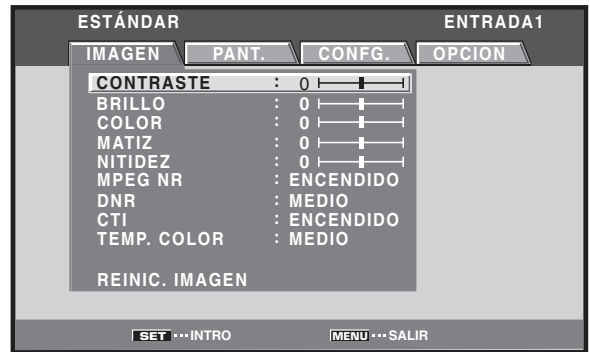 ESTÁNDAR ENTRADA1
IMAGEN PANT. CONFG. OPCION
CONTRASTE : 0
BRILLO : 0
COLOR : 0
MATIZ : 0
NITIDEZ : 0
MPEG NR : ENCENDIDO
DNR : MEDIO
CTI : ENCENDIDO
TEMP. COLOR : MEDIO
REINIC. IMAGEN
SET ··· INTRO MENU ··· SALIR